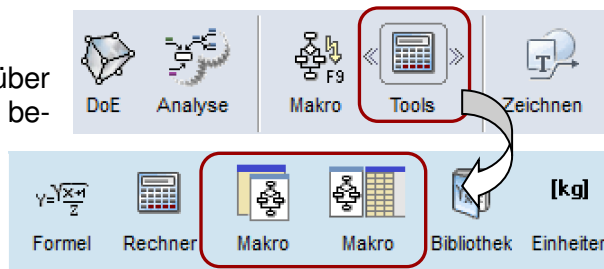 über
be-
F9
DoE Analyse Makro Tools Zeichnen
[kg]
Formel Rechner Makro Makro Bibliothek Einheiten